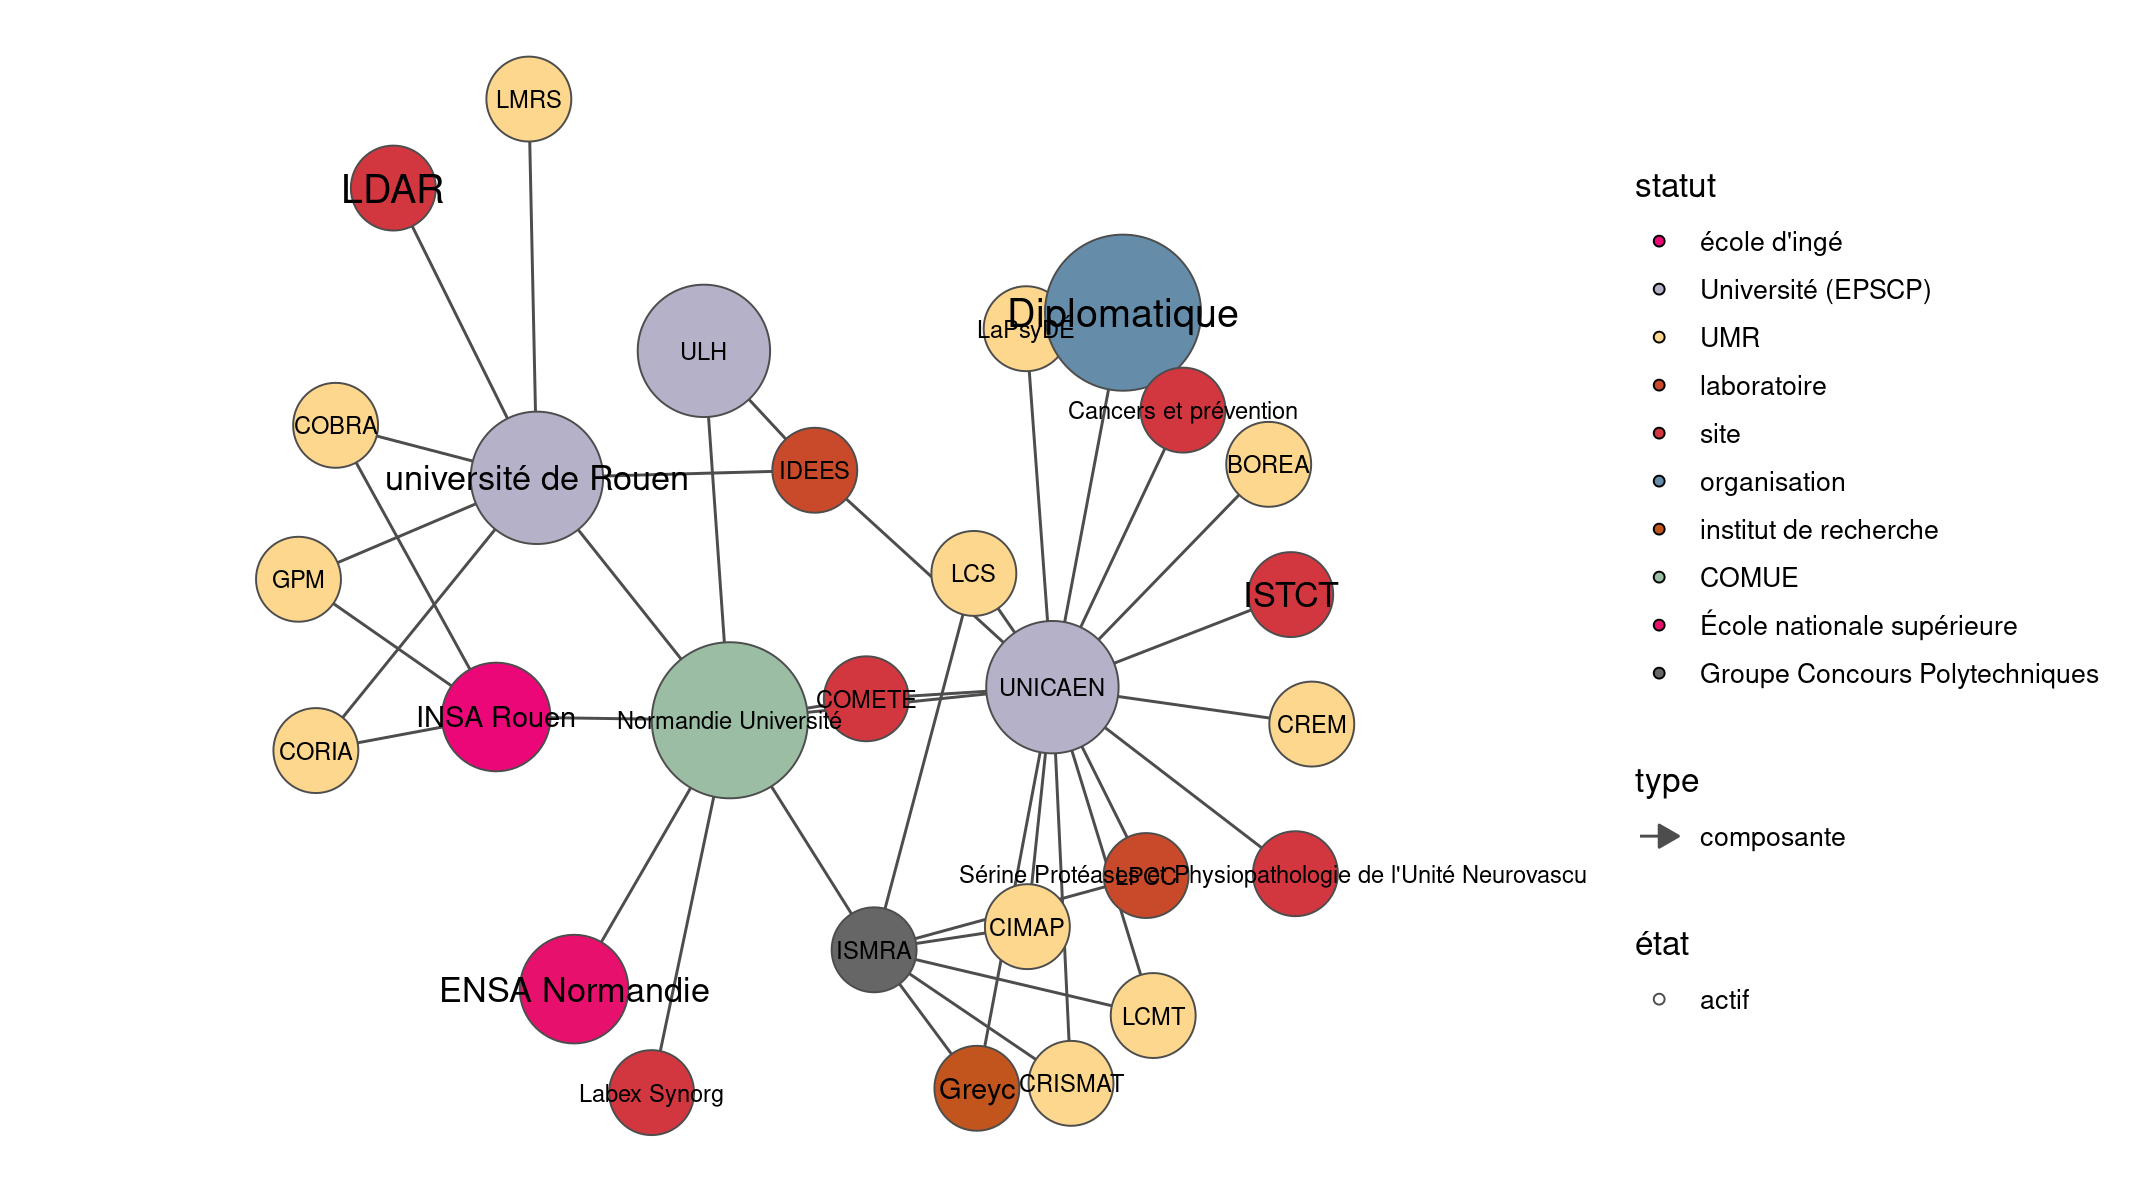 LMRS
LDAR
ULH
Diplomatique
LaPsyDÉ
Cancers et prévention
COBRA
université de Rouen
IDEES
BOREA
LCS
GPM
ISTCT
UNICAEN
COMETE
INSA Rouen
Normandie Université
CREM
CORIA
Sérine Protéases et Physiopathologie de l'Unité Neurovascu
LPCC
CIMAP
ISMRA
ENSA Normandie
LCMT
Labex Synorg
Greyc
CRISMAT
statut
école d'ingé
Université (EPSCP)
UMR
laboratoire
site
organisation
institut de recherche
COMUE
École nationale supérieure
Groupe Concours Polytechniques
type
composante
état
actif